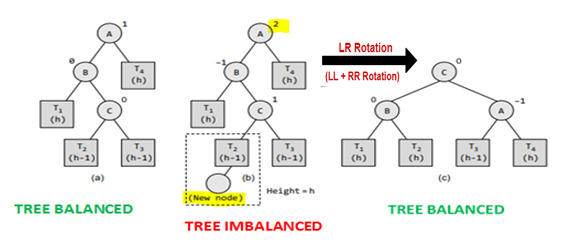 1
A
0
B
T4
(h)
T1
(h)
0
C
T2
(h-1)
T3
(h-1)
(a)
TREE BALANCED
2
A
-1
B
T4
(h)
T1
(h)
1
C
T2
(h-1)
T3
(h-1)
(New node)
(b)
Height = h
TREE IMBALANCED
LR Rotation
(LL + RR Rotation)
0
C
0
B
-1
A
T1
(h)
T2
(h)
T3
(h-1)
T4
(h)
(c)
TREE BALANCED